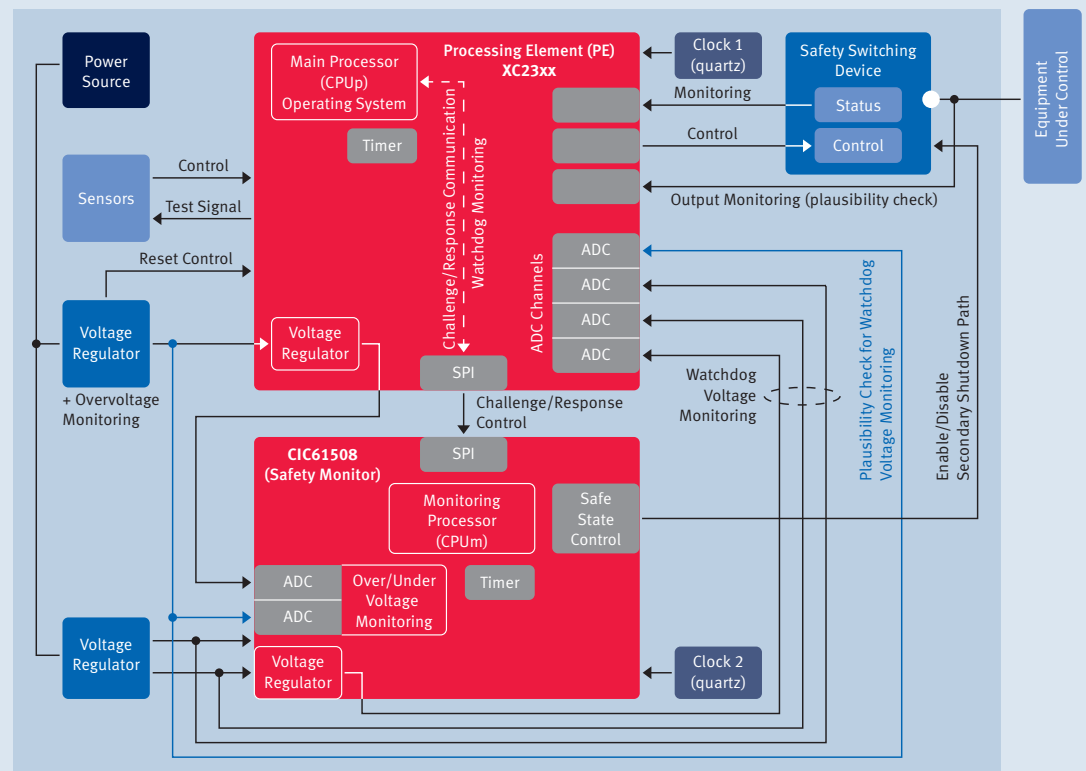 Power
Source
Sensors
Control
Test Signal
Reset Control
Voltage
Regulator
+ Overvoltage
Monitoring
Voltage
Regulator
Processing Element (PE)
XC23xx
Main Processor
(CPUp)
Operating System
Timer
Challenge/Response Communication
Watchdog Monitoring
Voltage
Regulator
SPI
ADC Channels
ADC
ADC
ADC
ADC
Clock 1
(quartz)
Monitoring
Control
Output Monitoring (plausibility check)
Safety Switching
Device
Status
Control
Equipment
Under Control
Challenge/Response
Control
Watchdog
Voltage
Monitoring
Plausibility Check for Watchdog
Voltage Monitoring
Enable/Disable
Secondary Shutdown Path
CIC61508
(Safety Monitor)
SPI
Monitoring
Processor
(CPUm)
Safe
State
Control
ADC
ADC
Over/Under
Voltage
Monitoring
Timer
Voltage
Regulator
Clock 2
(quartz)